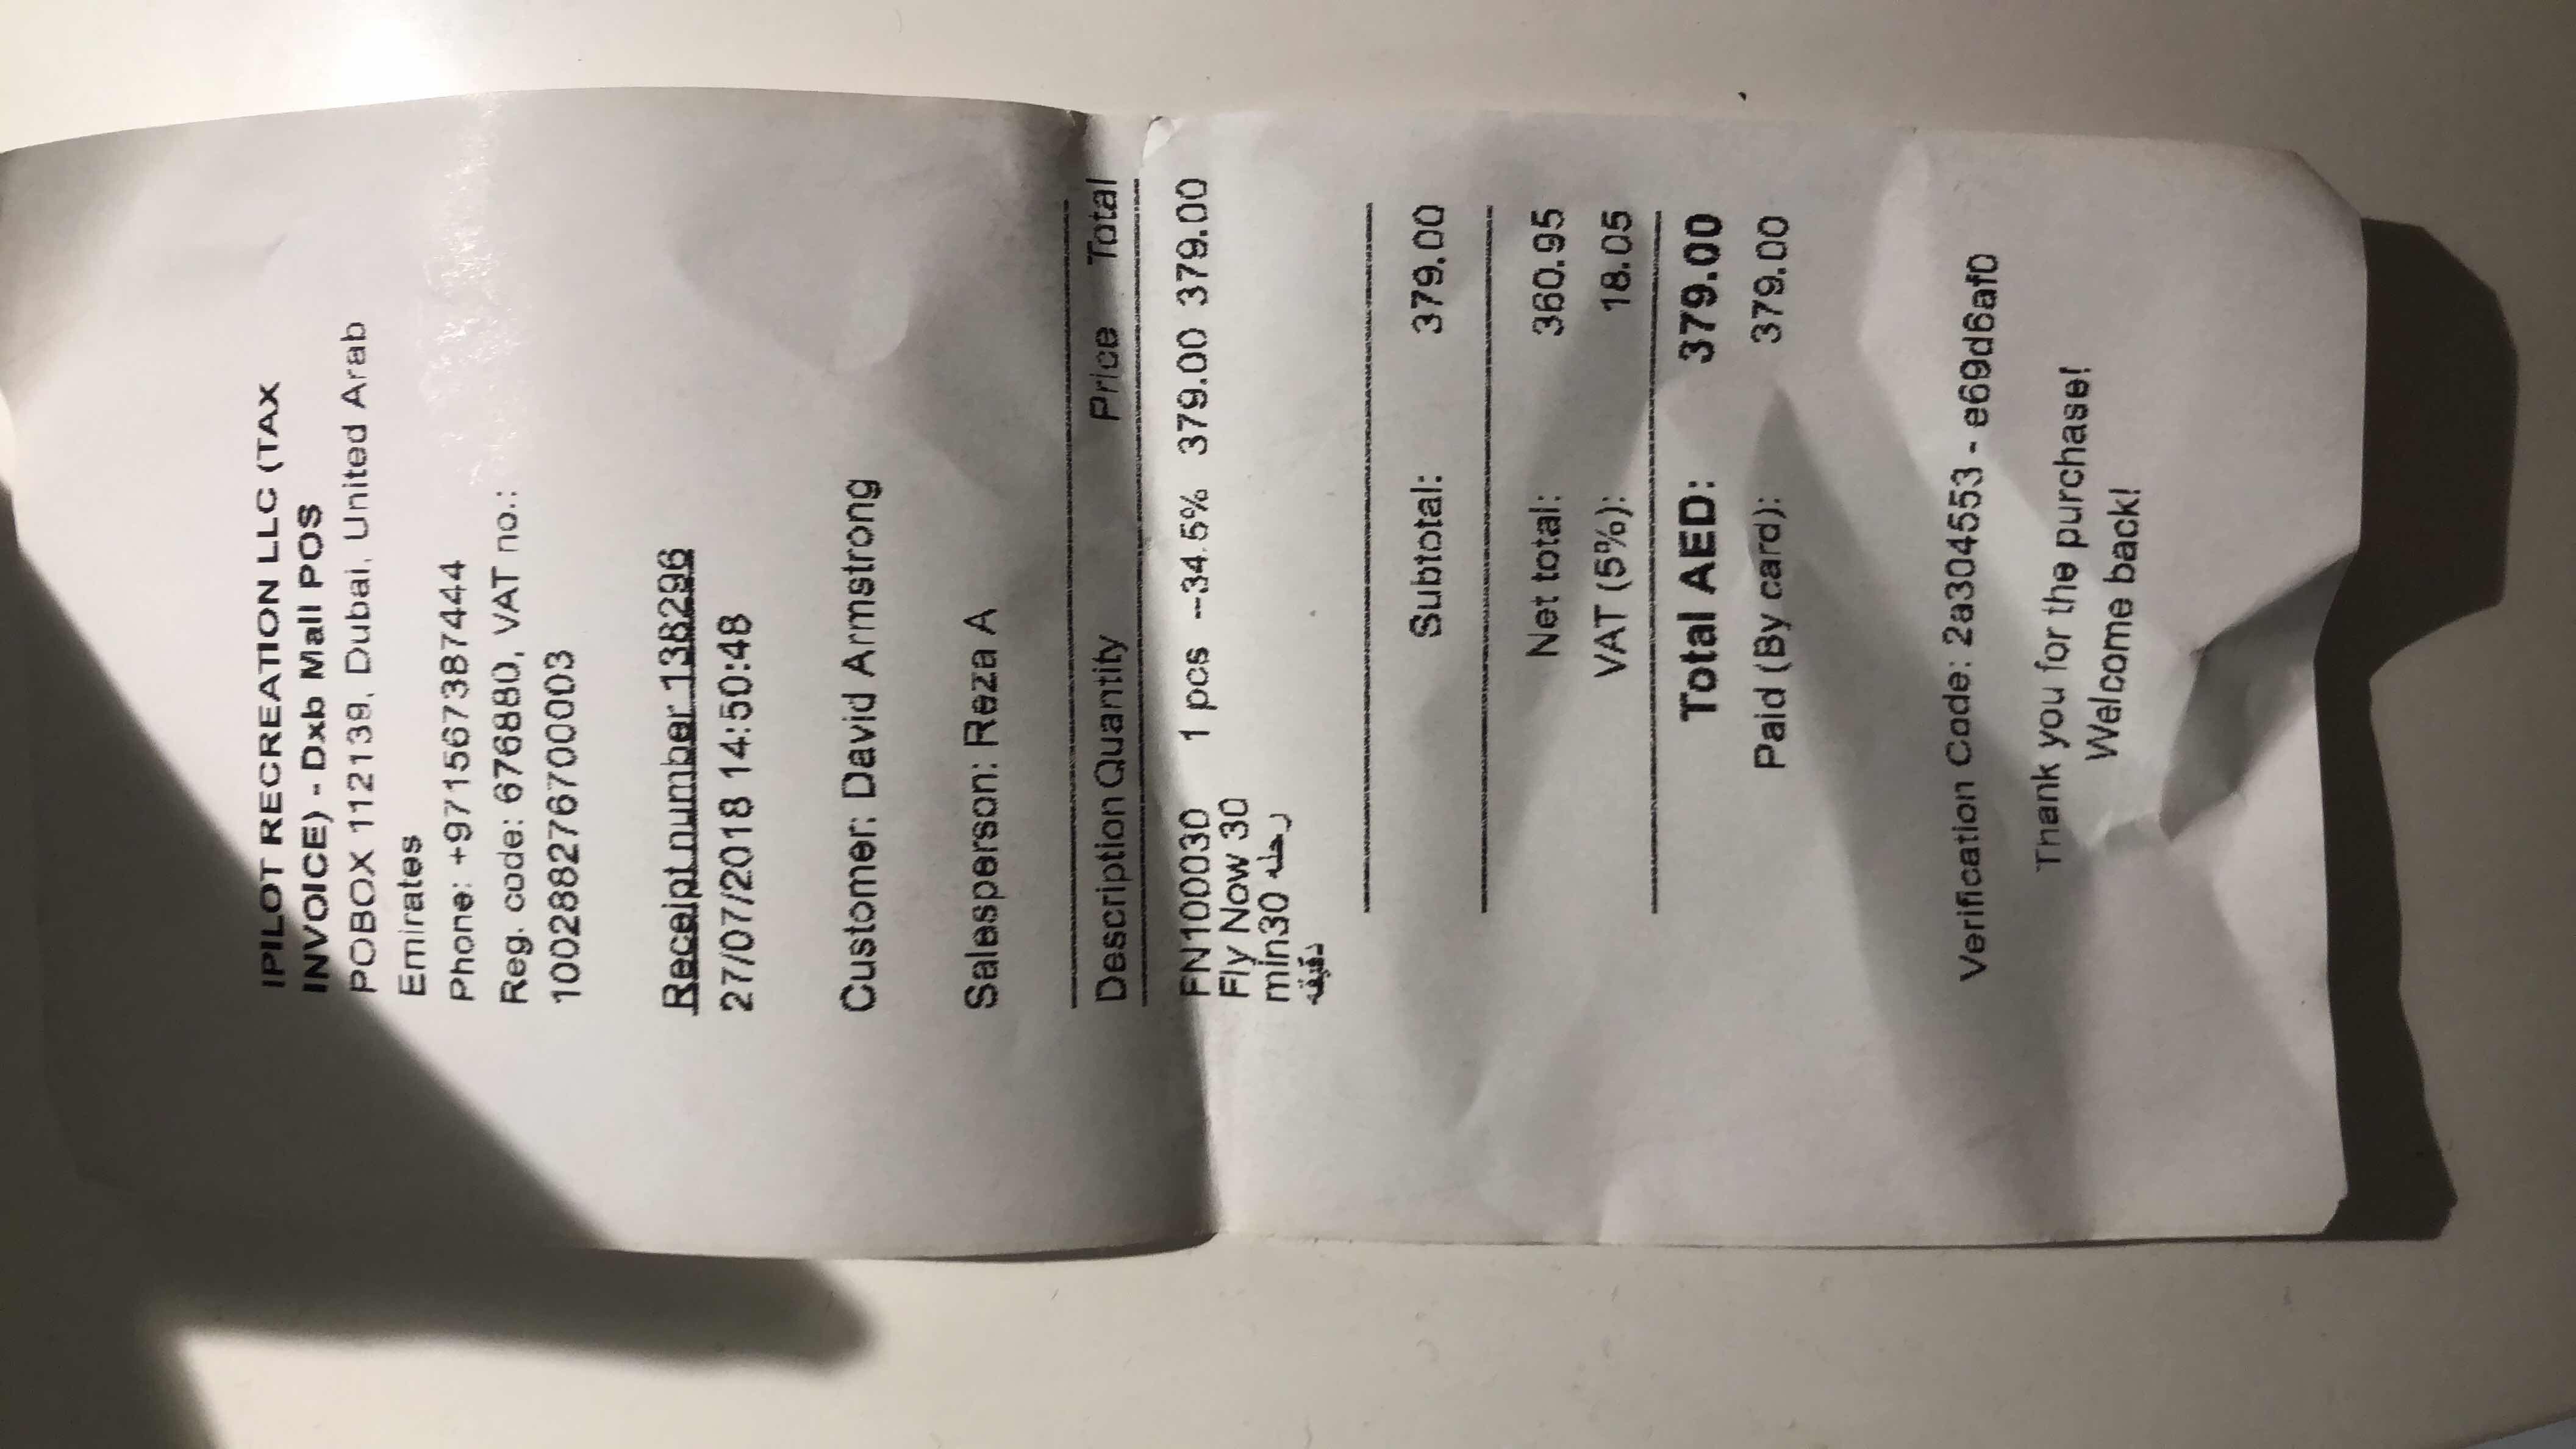 IPILOT RECREATION LLC (TAX
INVOICE) - Dxb Mall POS
POBOX 112139, Dubai, United Arab
Emirates
Phone: +971567387444
Reg. code: 676880, VAT no.:
100288276700003
Receipt number 138296
27/07/2018 14:50:48
Customer: David Armstrong
Salesperson: Reza A
Description Quantity Price Total
FN100030 1 pcs --34.5% 379.00 379.00
Fly Now 30
min30 رحله
دقيقه
Subtotal: 379.00
Net total: 360.95
VAT (5%): 18.05
Total AED: 379.00
Paid (By card): 379.00
Verification Code: 2a304553 - e69d6af0
Thank you for the purchase!
Welcome back!